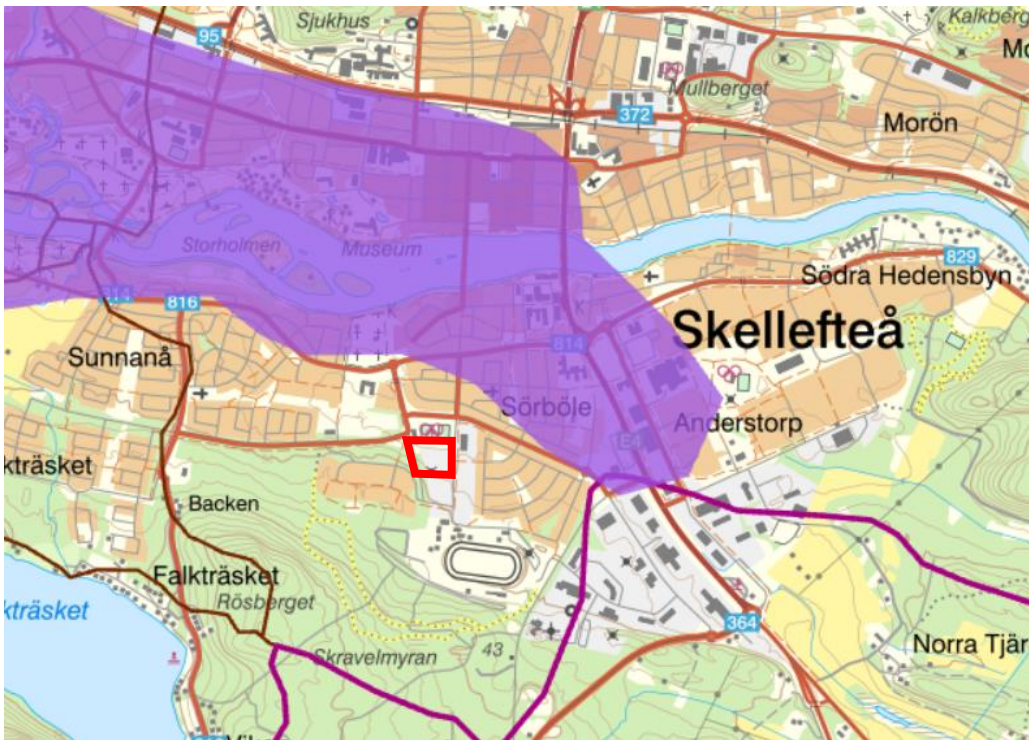 Sjukhus
Kalkberg
95
Mullberget
372
Morön
Storholmen
Museum
829
Södra Hedensbyn
816
814
Skellefteå
Sunnanå
Sörböle
Anderstorp
E4
kträsket
Backen
Falkträsket
Rösberget
kträsket
364
43
Skravelmyran
Norra Tjär